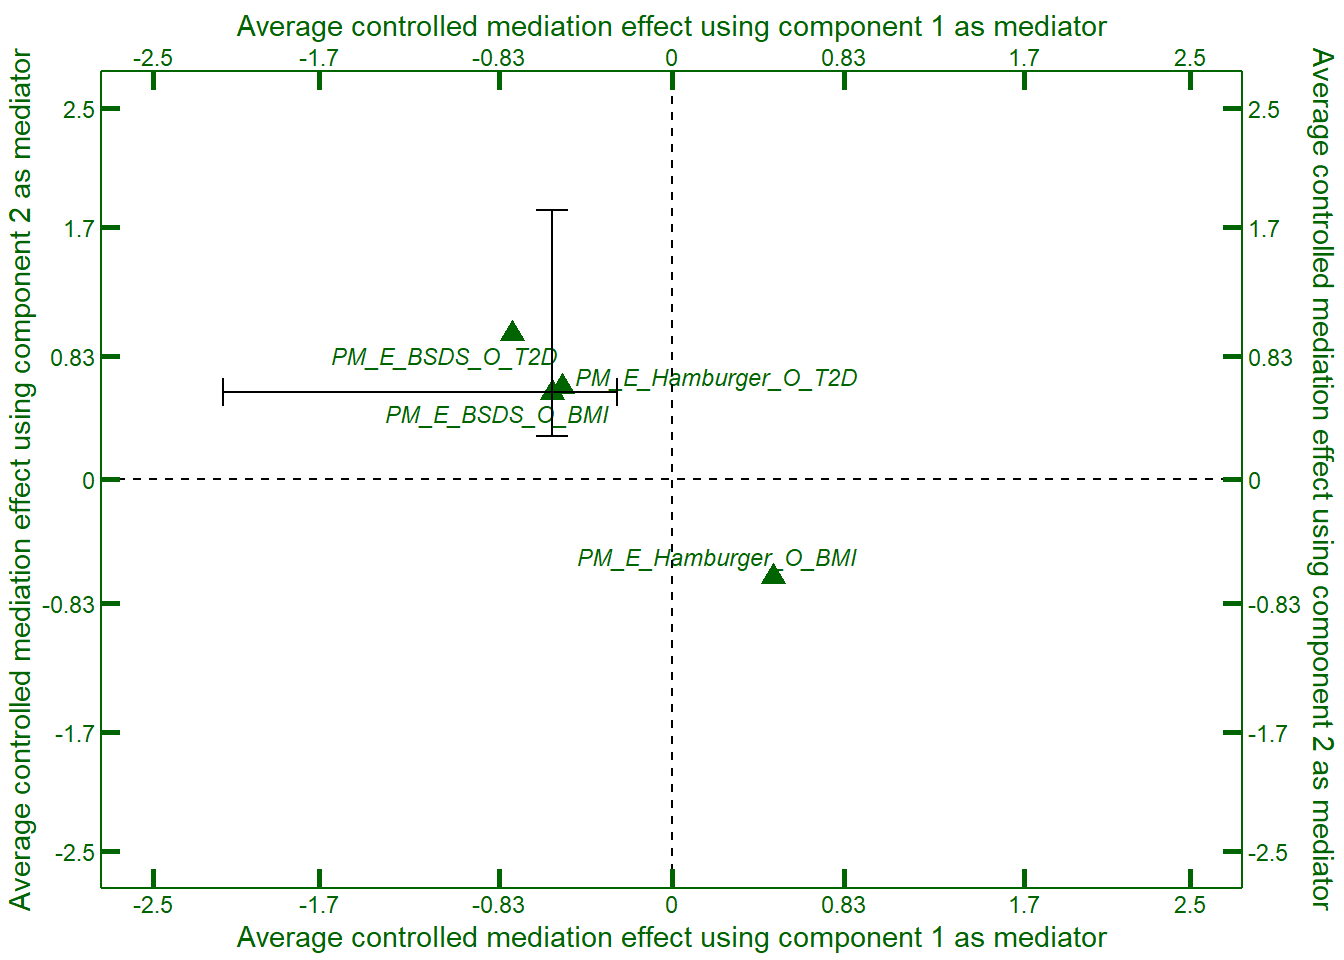 Average controlled mediation effect using component 1 as mediator
-2.5 -1.7 -0.83 0 0.83 1.7 2.5
Average controlled mediation effect using component 2 as mediator
2.5
1.7
0.83
0
-0.83
-1.7
-2.5
PM_E_BSDS_O_T2D
PM_E_Hamburger_O_T2D
PM_E_BSDS_O_BMI
PM_E_Hamburger_O_BMI
2.5
1.7
0.83
0
-0.83
-1.7
-2.5
Average controlled mediation effect using component 2 as mediator
-2.5 -1.7 -0.83 0 0.83 1.7 2.5
Average controlled mediation effect using component 1 as mediator